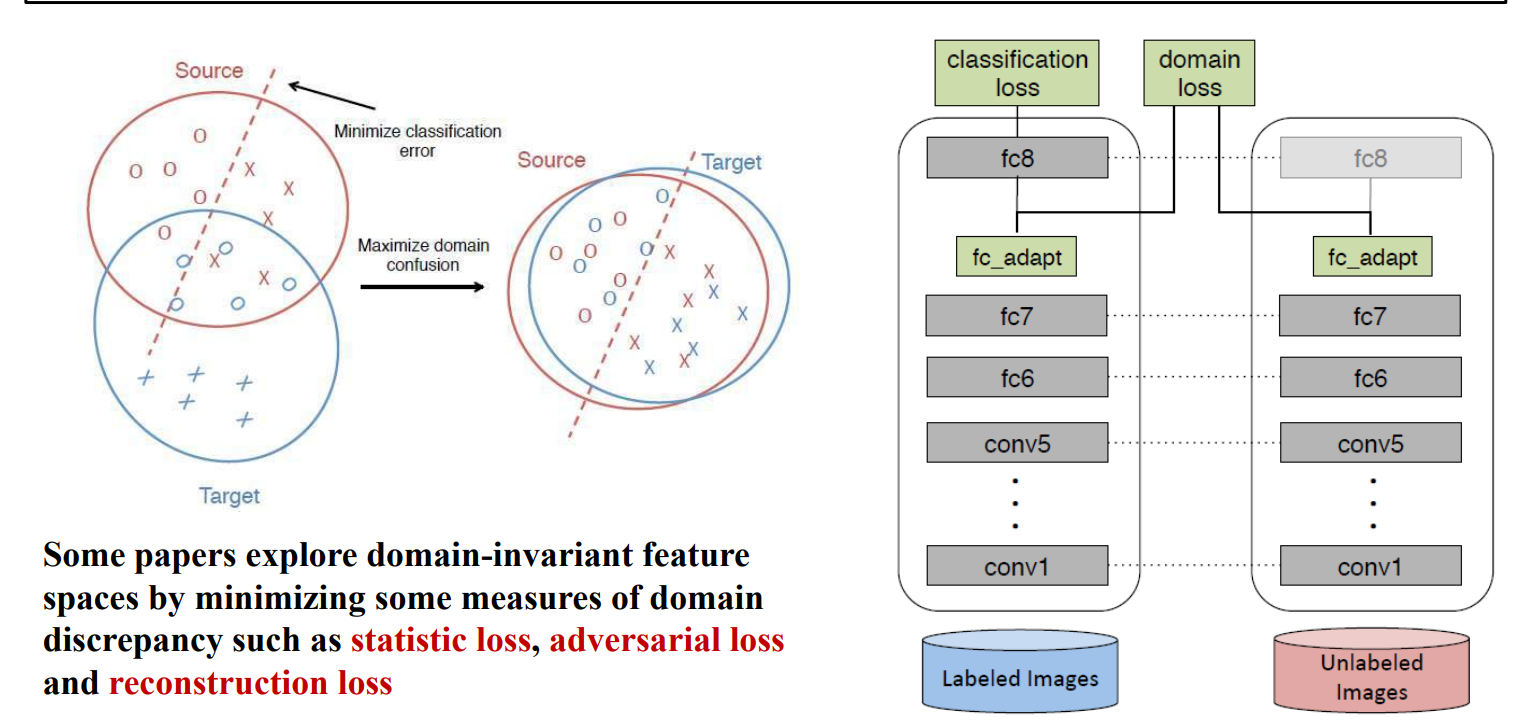 Source
Minimize classification
error
Maximize domain
confusion
Target
Source
Target
Some papers explore domain-invariant feature
spaces by minimizing some measures of domain
discrepancy such as statistic loss, adversarial loss
and reconstruction loss
classification
loss
domain
loss
fc8
fc8
fc_adapt
fc_adapt
fc7
fc7
fc6
fc6
conv5
conv5
conv1
conv1
Labeled Images
Unlabeled
Images